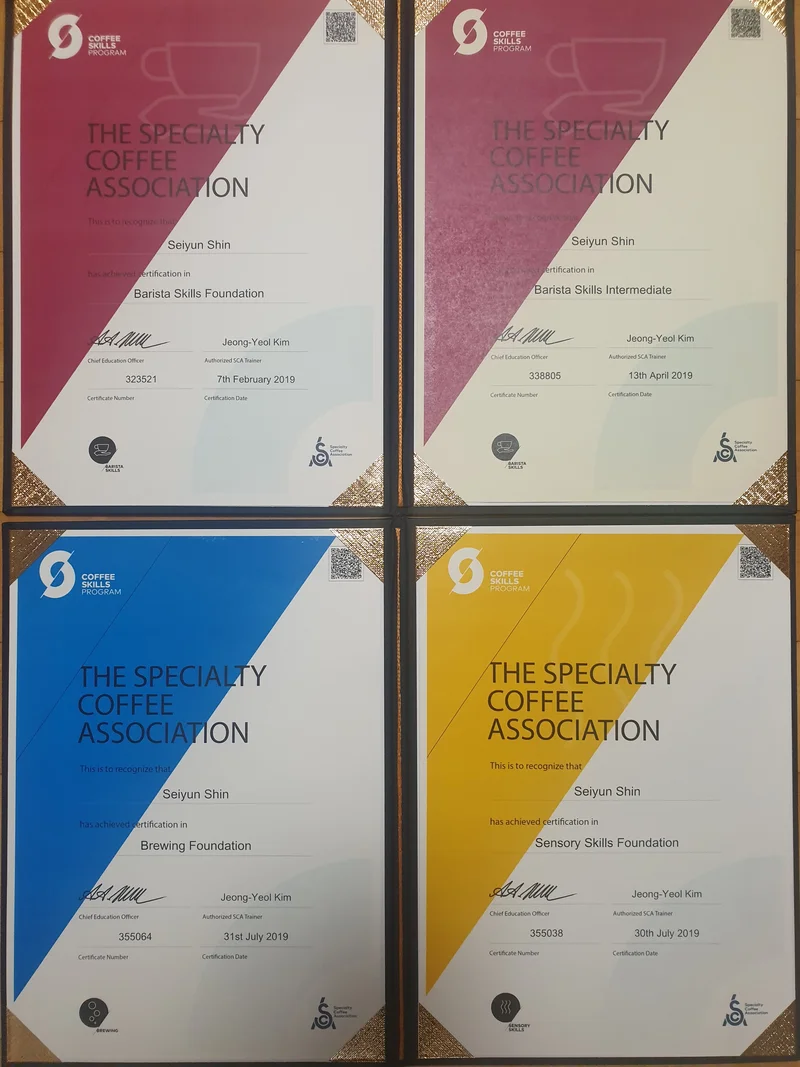 COFFEE
SKILLS
PROGRAM
THE SPECIALTY
COFFEE
ASSOCIATION
This is to recognize that
Seiyun Shin
has achieved certification in
Barista Skills Foundation
Jeong-Yeol Kim
Chief Education Officer
Authorized SCA Trainer
323521
7th February 2019
Certificate Number
Certification Date
BARISTA
SKILLS
Specialty
Coffee
Association
COFFEE
SKILLS
PROGRAM
THE SPECIALTY
COFFEE
ASSOCIATION
Seiyun Shin
certification in
Barista Skills Intermediate
Jeong-Yeol Kim
Chief Education Officer
Authorized SCA Trainer
338805
13th April 2019
Certificate Number
Certification Date
BARISTA
SKILLS
Specialty
Coffee
Association
COFFEE
SKILLS
PROGRAM
THE SPECIALTY
COFFEE
ASSOCIATION
This is to recognize that
Seiyun Shin
has achieved certification in
Brewing Foundation
Jeong-Yeol Kim
Chief Education Officer
Authorized SCA Trainer
355064
31st July 2019
Certificate Number
Certification Date
BREWING
Specialty
Coffee
Association
COFFEE
SKILLS
PROGRAM
THE SPECIALTY
COFFEE
ASSOCIATION
This is to recognize that
Seiyun Shin
has achieved certification in
Sensory Skills Foundation
Jeong-Yeol Kim
Chief Education Officer
Authorized SCA Trainer
355038
30th July 2019
Certificate Number
Certification Date
SENSORY
SKILLS
Specialty
Coffee
Association